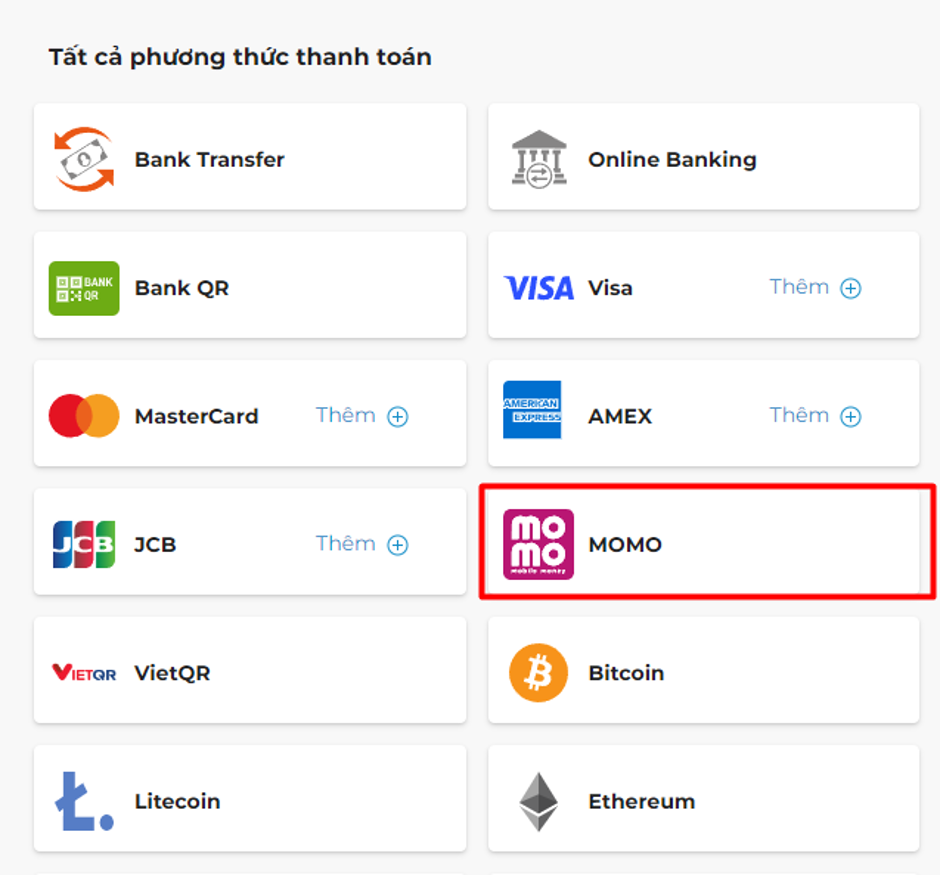 Tất cả phương thức thanh toán
Bank Transfer
Online Banking
BANK
QR
Bank QR
VISA
Visa
Thêm
MasterCard
Thêm
AMERICAN
EXPRESS
AMEX
Thêm
JCB
JCB
Thêm
mo
mo
mobile money
MOMO
VIETQR
VietQR
Bitcoin
Litecoin
Ethereum